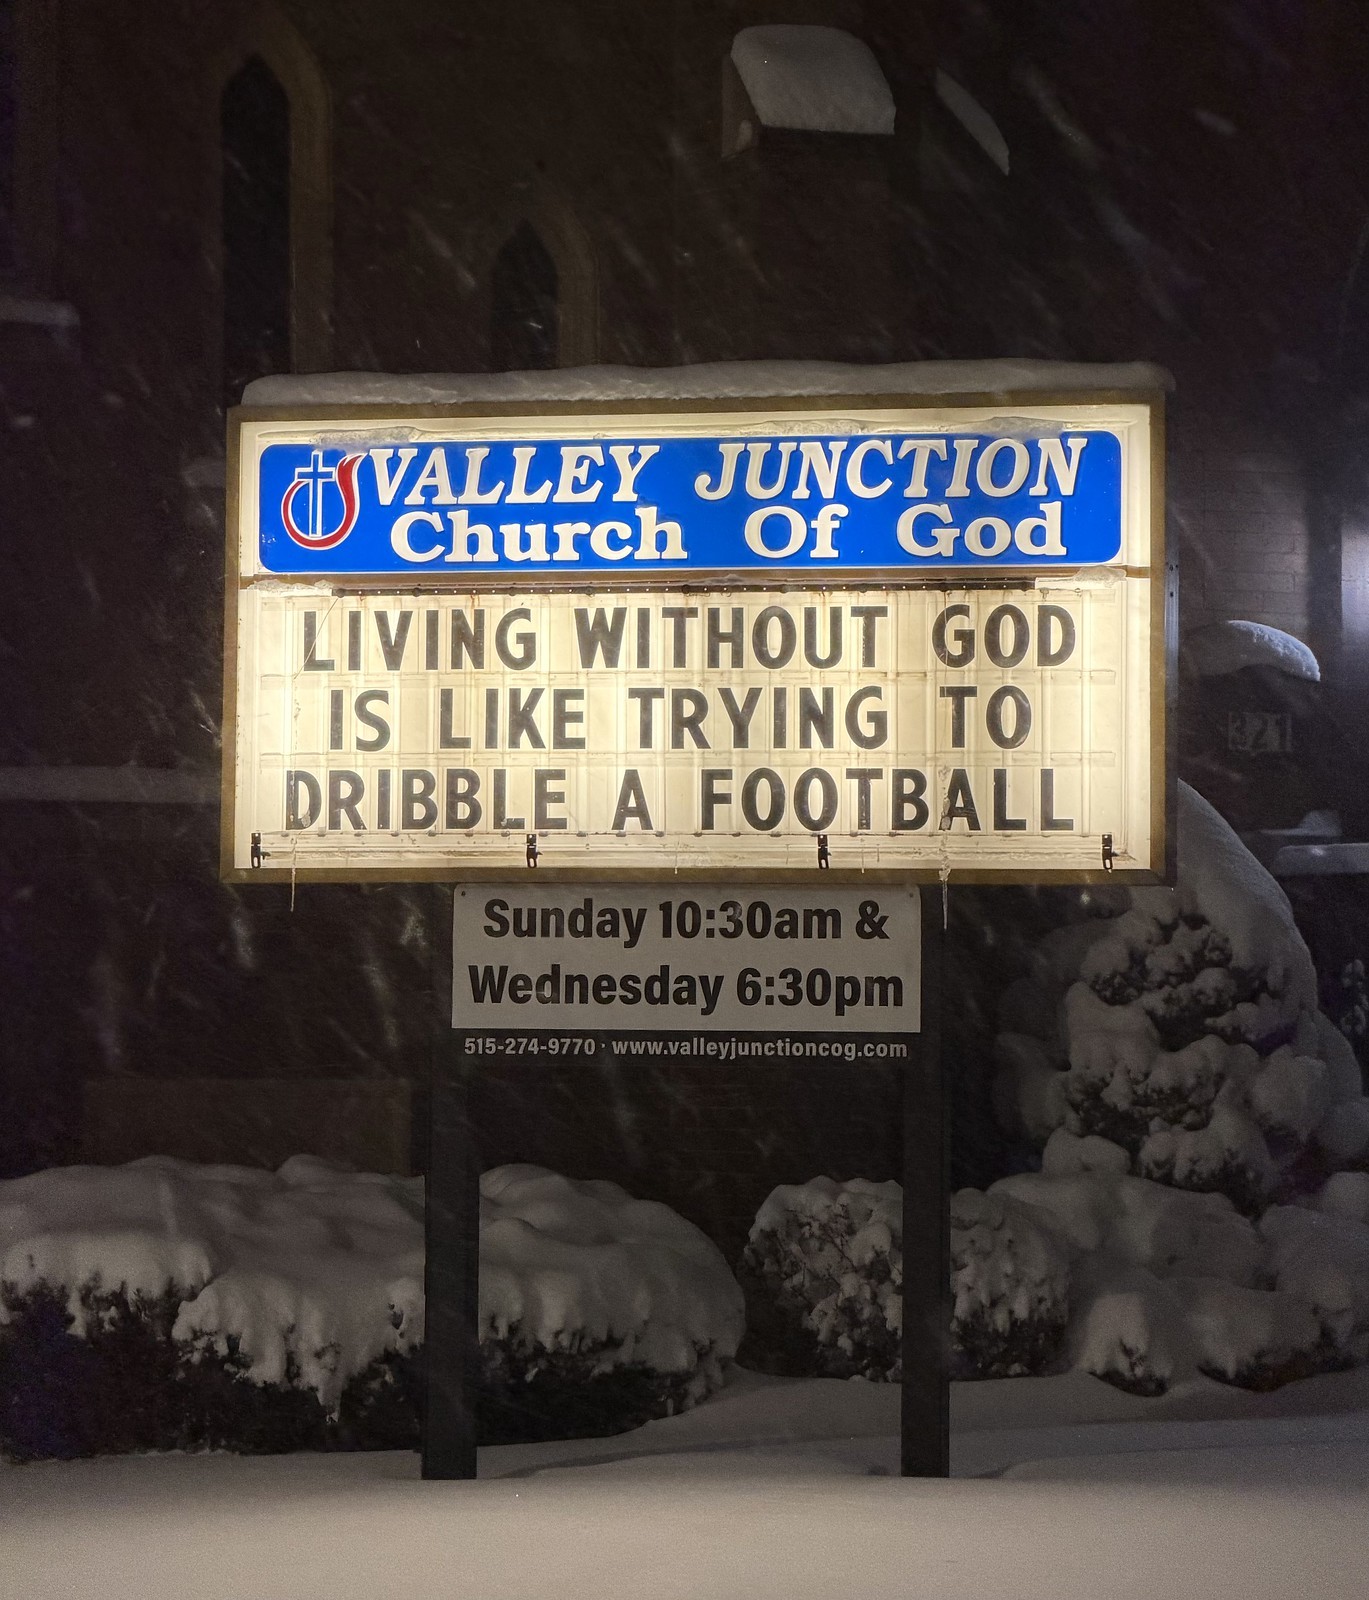 VALLEY JUNCTION
Church Of God
LIVING WITHOUT GOD
IS LIKE TRYING TO
DRIBBLE A FOOTBALL
Sunday 10:30am &
Wednesday 6:30pm
515-274-9770 · www.valleyjunctioncog.com
321